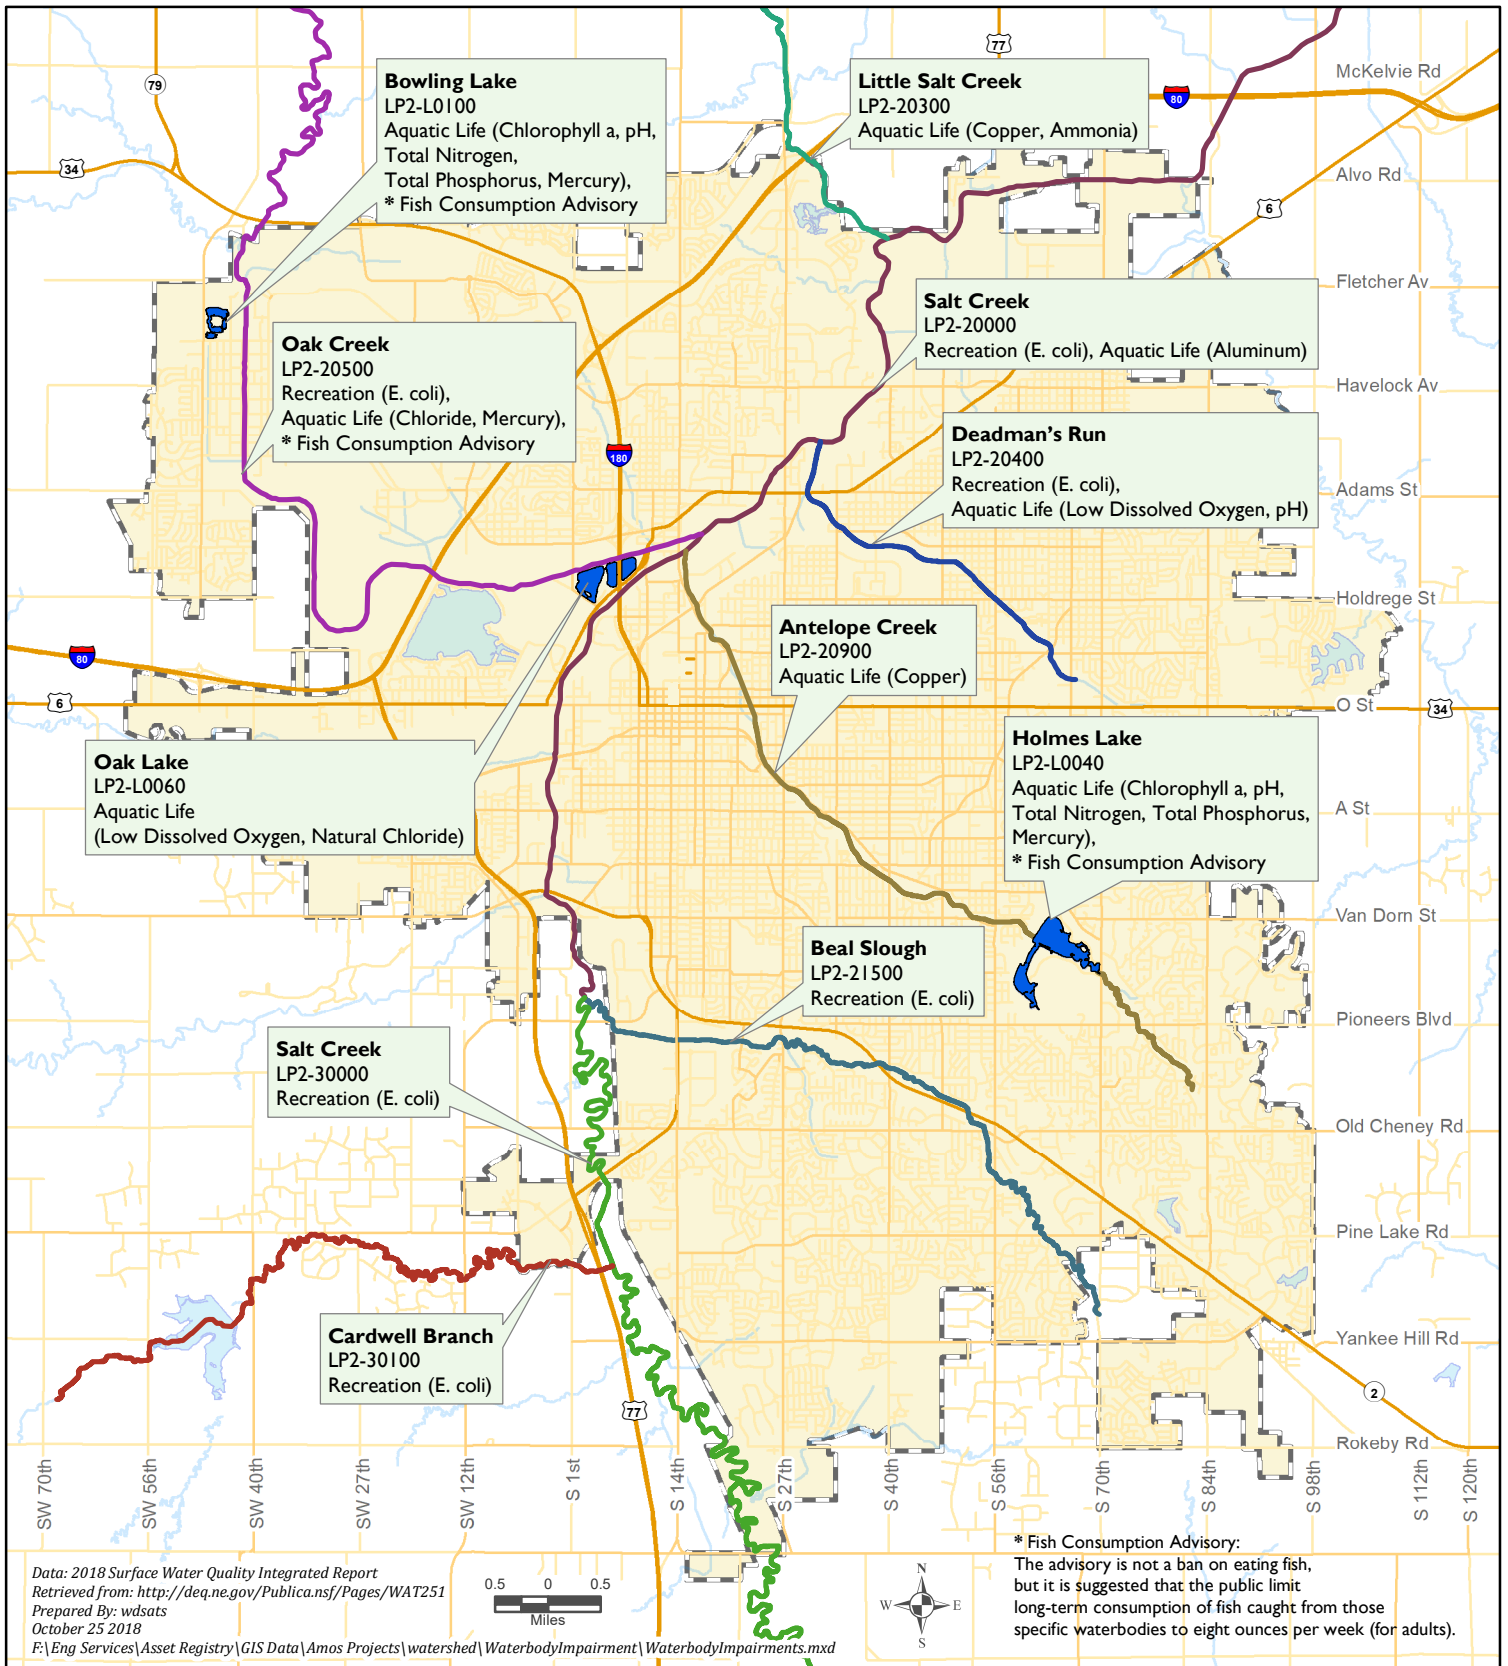 77
McKelvie Rd
79
80
34
Bowling Lake
LP2-L0100
Aquatic Life (Chlorophyll a, pH,
Total Nitrogen,
Total Phosphorus, Mercury),
* Fish Consumption Advisory
Little Salt Creek
LP2-20300
Aquatic Life (Copper, Ammonia)
Alvo Rd
6
Fletcher Av
Salt Creek
LP2-20000
Recreation (E. coli), Aquatic Life (Aluminum)
Oak Creek
LP2-20500
Recreation (E. coli),
Aquatic Life (Chloride, Mercury),
* Fish Consumption Advisory
Havelock Av
180
Deadman's Run
LP2-20400
Recreation (E. coli),
Aquatic Life (Low Dissolved Oxygen, pH)
Adams St
Holdrege St
Antelope Creek
LP2-20900
Aquatic Life (Copper)
80
6
O St
34
Oak Lake
LP2-L0060
Aquatic Life
(Low Dissolved Oxygen, Natural Chloride)
Holmes Lake
LP2-L0040
Aquatic Life (Chlorophyll a, pH,
Total Nitrogen, Total Phosphorus,
Mercury),
* Fish Consumption Advisory
A St
Van Dorn St
Beal Slough
LP2-21500
Recreation (E. coli)
Pioneers Blvd
Salt Creek
LP2-30000
Recreation (E. coli)
Old Cheney Rd
Pine Lake Rd
Cardwell Branch
LP2-30100
Recreation (E. coli)
Yankee Hill Rd
2
77
Rokeby Rd
SW 70th
SW 56th
SW 40th
SW 27th
SW 12th
S 1st
S 14th
S 27th
S 40th
S 56th
S 70th
S 84th
S 98th
S 112th
S 120th
Data: 2018 Surface Water Quality Integrated Report
Retrieved from: http://deq.ne.gov/Publica.nsf/Pages/WAT251
Prepared By: wdsats
October 25 2018
F:\Eng Services\Asset Registry\GIS Data\Amos Projects\watershed\WaterbodyImpairment\WaterbodyImpairments.mxd
0.5 0 0.5
Miles
N
W E
S
* Fish Consumption Advisory:
The advisory is not a ban on eating fish,
but it is suggested that the public limit
long-term consumption of fish caught from those
specific waterbodies to eight ounces per week (for adults).